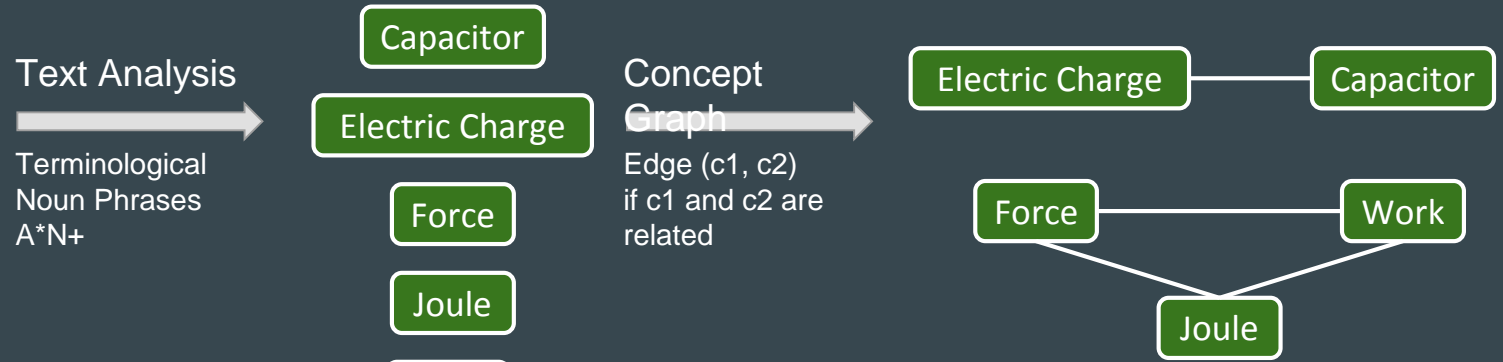 Text Analysis
Terminological
Noun Phrases
A*N+
Capacitor
Electric Charge
Force
Joule
Concept
Graph
Edge (c1, c2)
if c1 and c2 are
related
Electric Charge
Capacitor
Force
Work
Joule